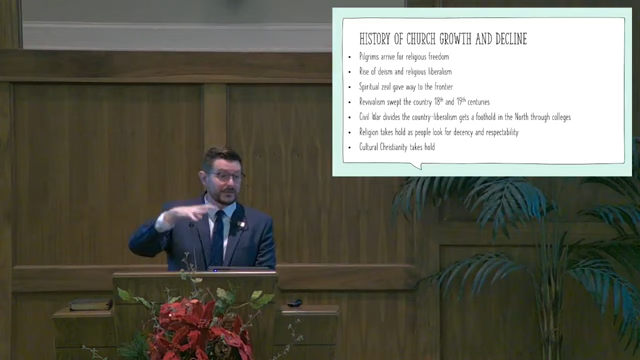 HISTORY OF CHURCH GROWTH AND DECLINE
• Pilgrims arrive for religious freedom
• Rise of deism and religious liberalism
• Spiritual zeal gave way to the frontier
• Revivalism swept the country 18th and 19th centuries
• Civil War divides the country-liberalism gets a foothold in the North through colleges
• Religion takes hold as people look for decency and respectability
• Cultural Christianity takes hold